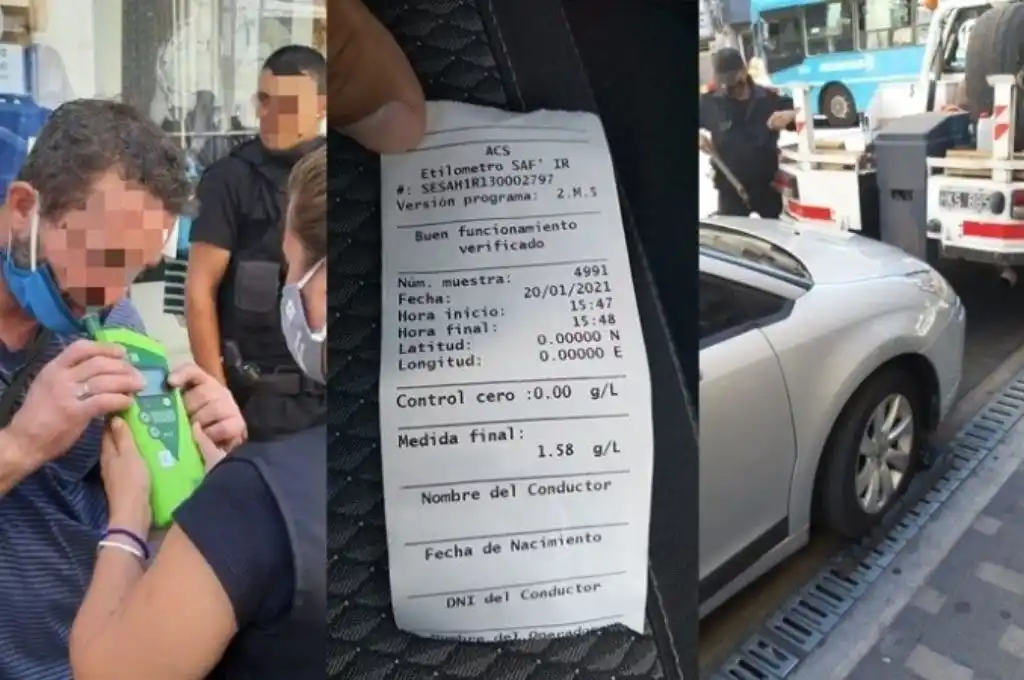 ACS
Etilometro SAF' IR
#: SESAHIR130002797
Versión programa: 2.M.5
Buen funcionamiento
verificado
Núm. muestra: 4991
Fecha: 20/01/2021
Hora inicio: 15:47
Hora final: 15:48
Latitud: 0.00000 N
Longitud: 0.00000 E
Control cero :0.00 g/L
Medida final:
1.58 g/L
Nombre del Conductor
Fecha de Nacimiento
DNI del Conductor